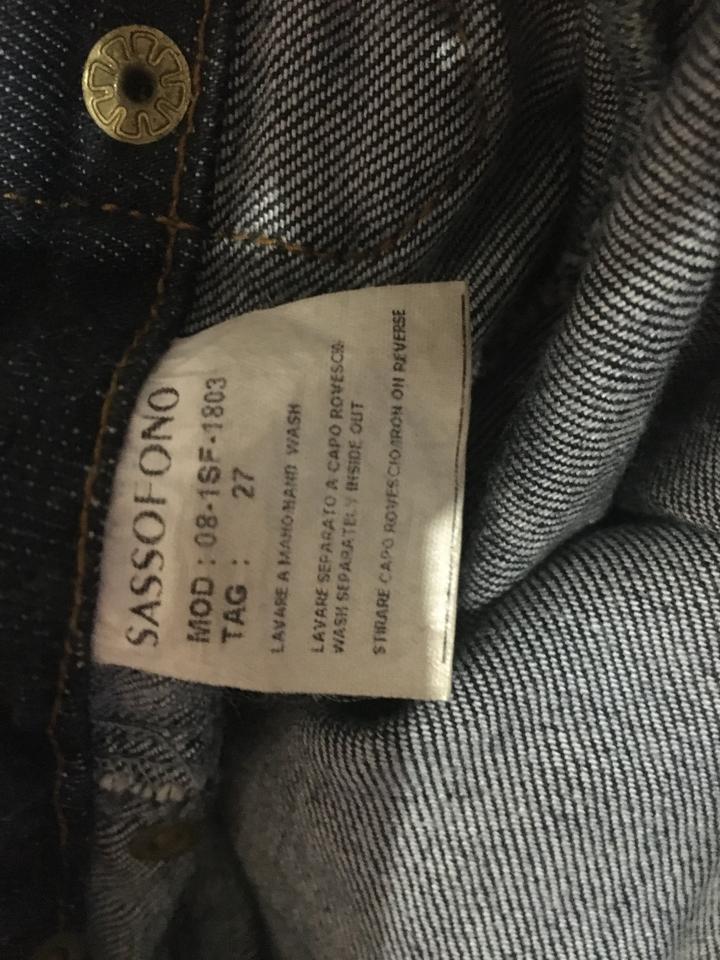 SASSOFONO
MOD : 08-1SF-1803
TAG : 27
LAVARE A MANO HAND WASH
LAVARE SEPARATO A CAPO ROVESCIO-
WASH SEPARATELY INSIDE OUT
STIRARE CAPO ROVESCIO IRON ON REVERSE